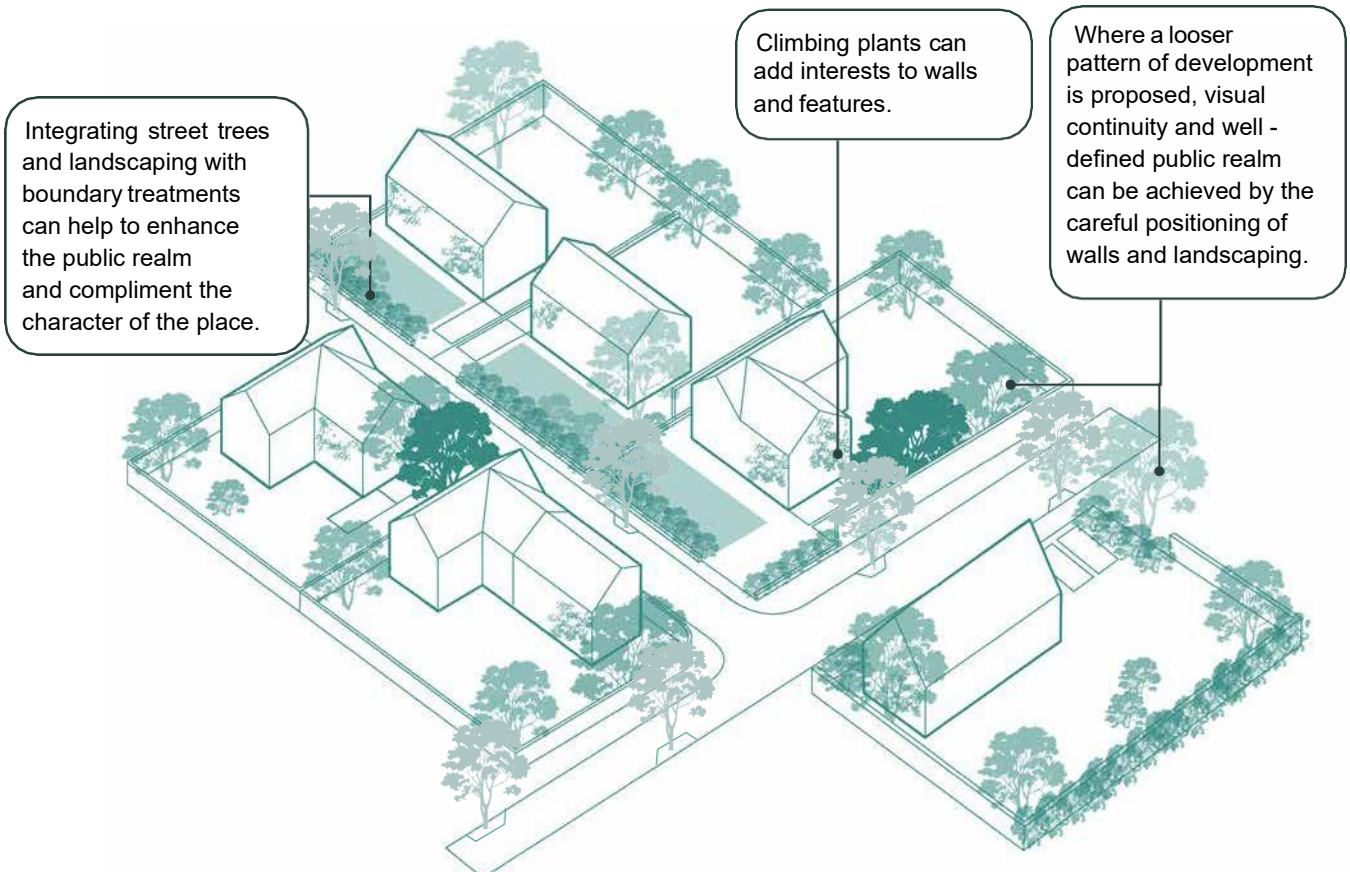 Integrating street trees
and landscaping with
boundary treatments
can help to enhance
the public realm
and compliment the
character of the place.
Climbing plants can
add interests to walls
and features.
Where a looser
pattern of development
is proposed, visual
continuity and well -
defined public realm
can be achieved by the
careful positioning of
walls and landscaping.